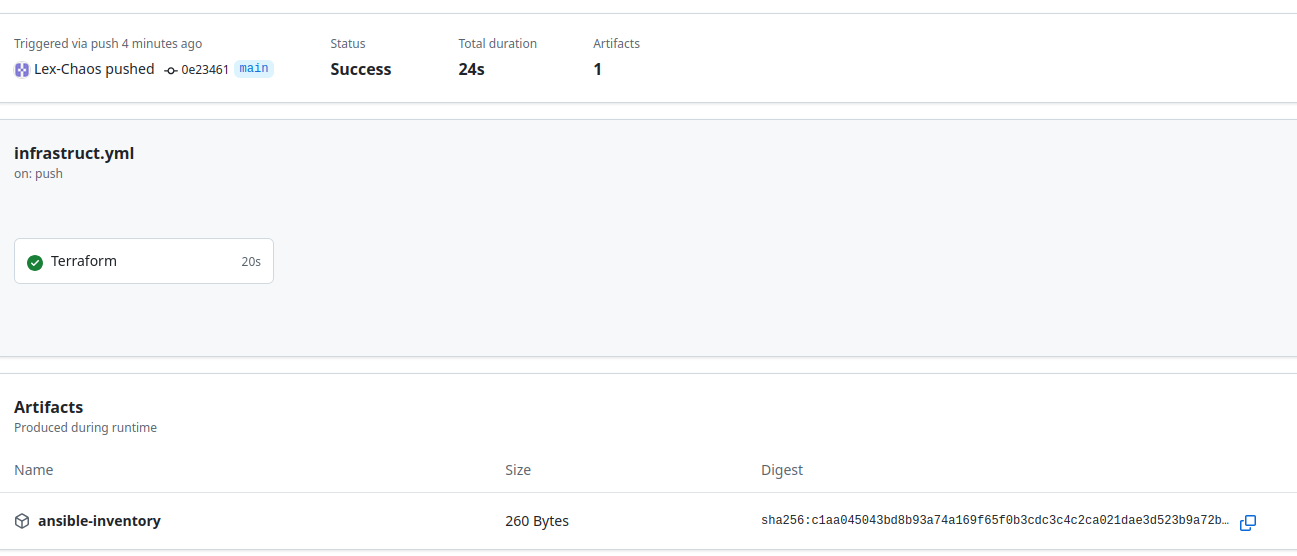 Triggered via push 4 minutes ago Status Total duration Artifacts
Lex-Chaos pushed 0e23461 main Success 24s 1
infrastruct.yml
on: push
Terraform 20s
Artifacts
Produced during runtime
Name Size Digest
ansible-inventory 260 Bytes sha256:c1aa045043bd8b93a74a169f65f0b3cdc3c4c2ca021dae3d523b9a72b…